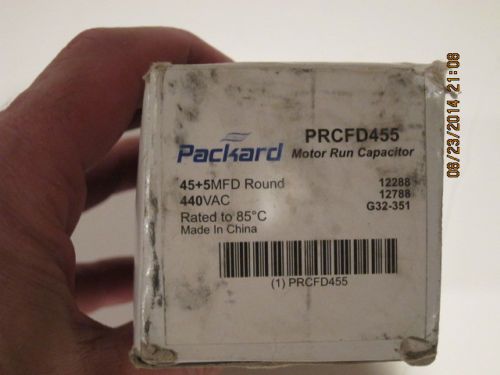 PRCFD455
Packard Motor Run Capacitor
45+5MFD Round 12288
440VAC 12788
G32-351
Rated to 85°C
Made In China
(1) PRCFD455
08/23/2014 21:08